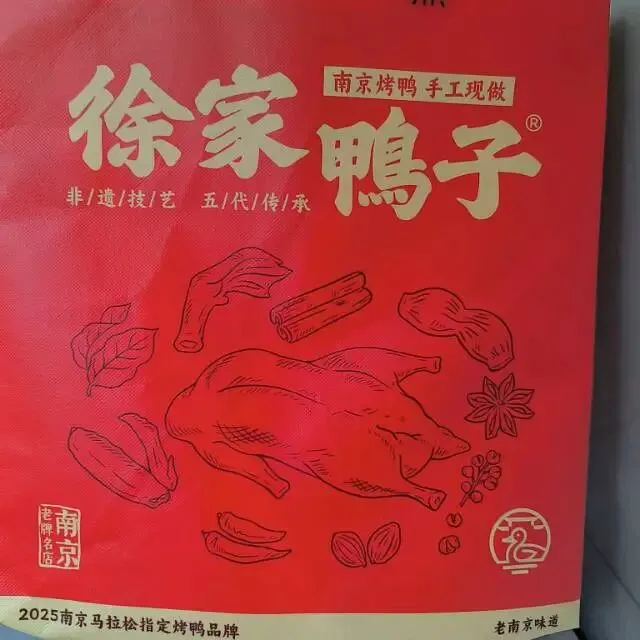 南京烤鸭 手工现做
徐家
鴨子®
非/遗/技/艺 五/代/传/承
南京
老牌名店
2025南京马拉松指定烤鸭品牌
老南京味道